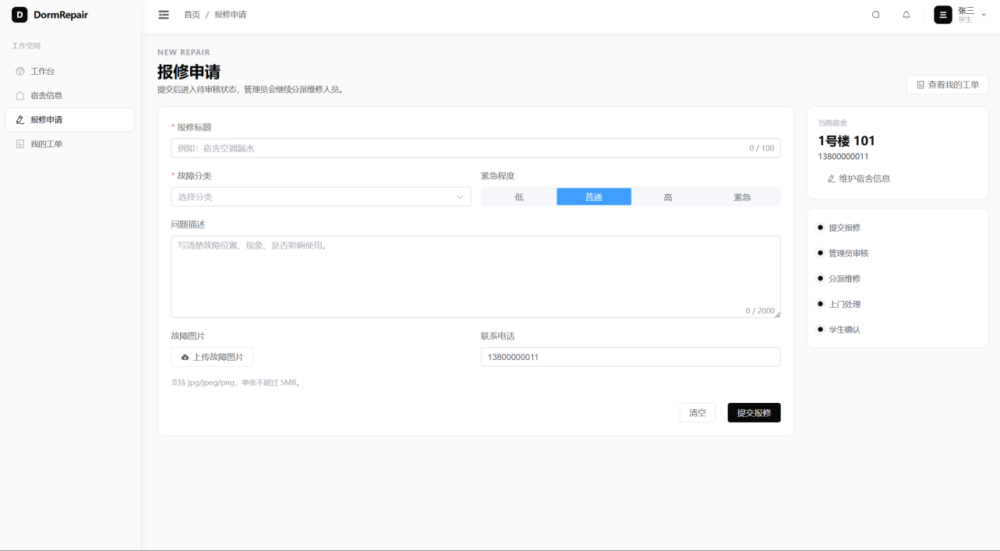 D DormRepair
工作空间
工作台
宿舍信息
报修申请
我的工单
首页 / 报修申请
三
张三
学生
NEW REPAIR
报修申请
提交后进入待审核状态，管理员会继续分派维修人员。
查看我的工单
* 报修标题
例如：宿舍空调漏水
0 / 100
* 故障分类
选择分类
紧急程度
低 普通 高 紧急
问题描述
写清楚故障位置、现象、是否影响使用。
0 / 2000
故障图片
上传故障图片
支持 jpg/jpeg/png，单张不超过 5MB。
联系电话
13800000011
清空 提交报修
当前宿舍
1号楼 101
13800000011
维护宿舍信息
提交报修
管理员审核
分派维修
上门处理
学生确认